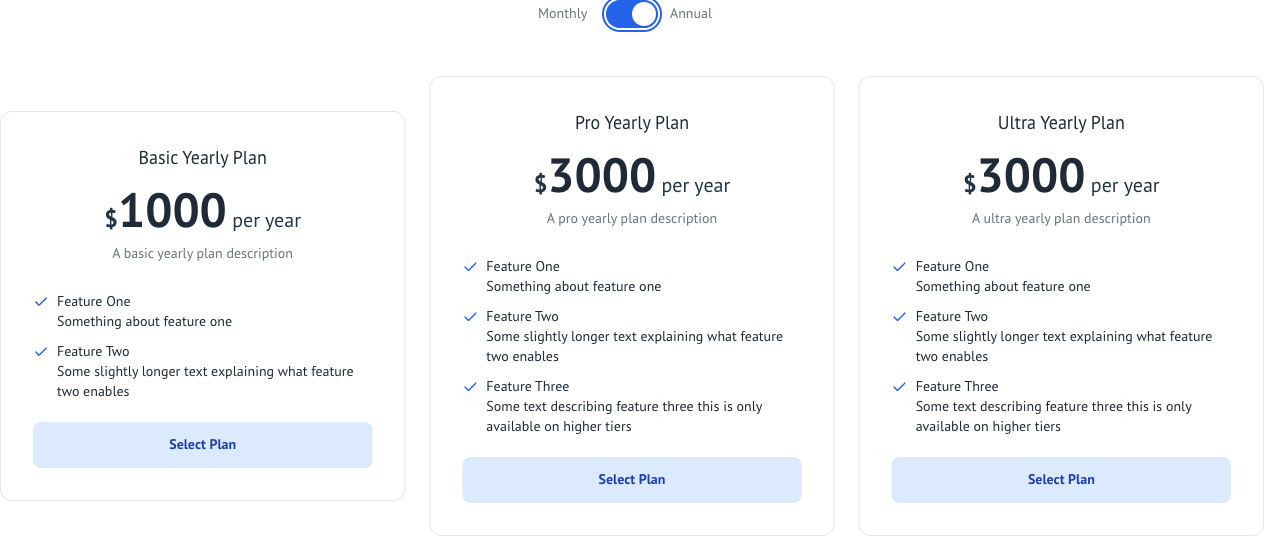 Monthly
Annual
Basic Yearly Plan
$1000 per year
A basic yearly plan description
Feature One
Something about feature one
Feature Two
Some slightly longer text explaining what feature
two enables
Select Plan
Pro Yearly Plan
$3000 per year
A pro yearly plan description
Feature One
Something about feature one
Feature Two
Some slightly longer text explaining what feature
two enables
Feature Three
Some text describing feature three this is only
available on higher tiers
Select Plan
Ultra Yearly Plan
$3000 per year
A ultra yearly plan description
Feature One
Something about feature one
Feature Two
Some slightly longer text explaining what feature
two enables
Feature Three
Some text describing feature three this is only
available on higher tiers
Select Plan